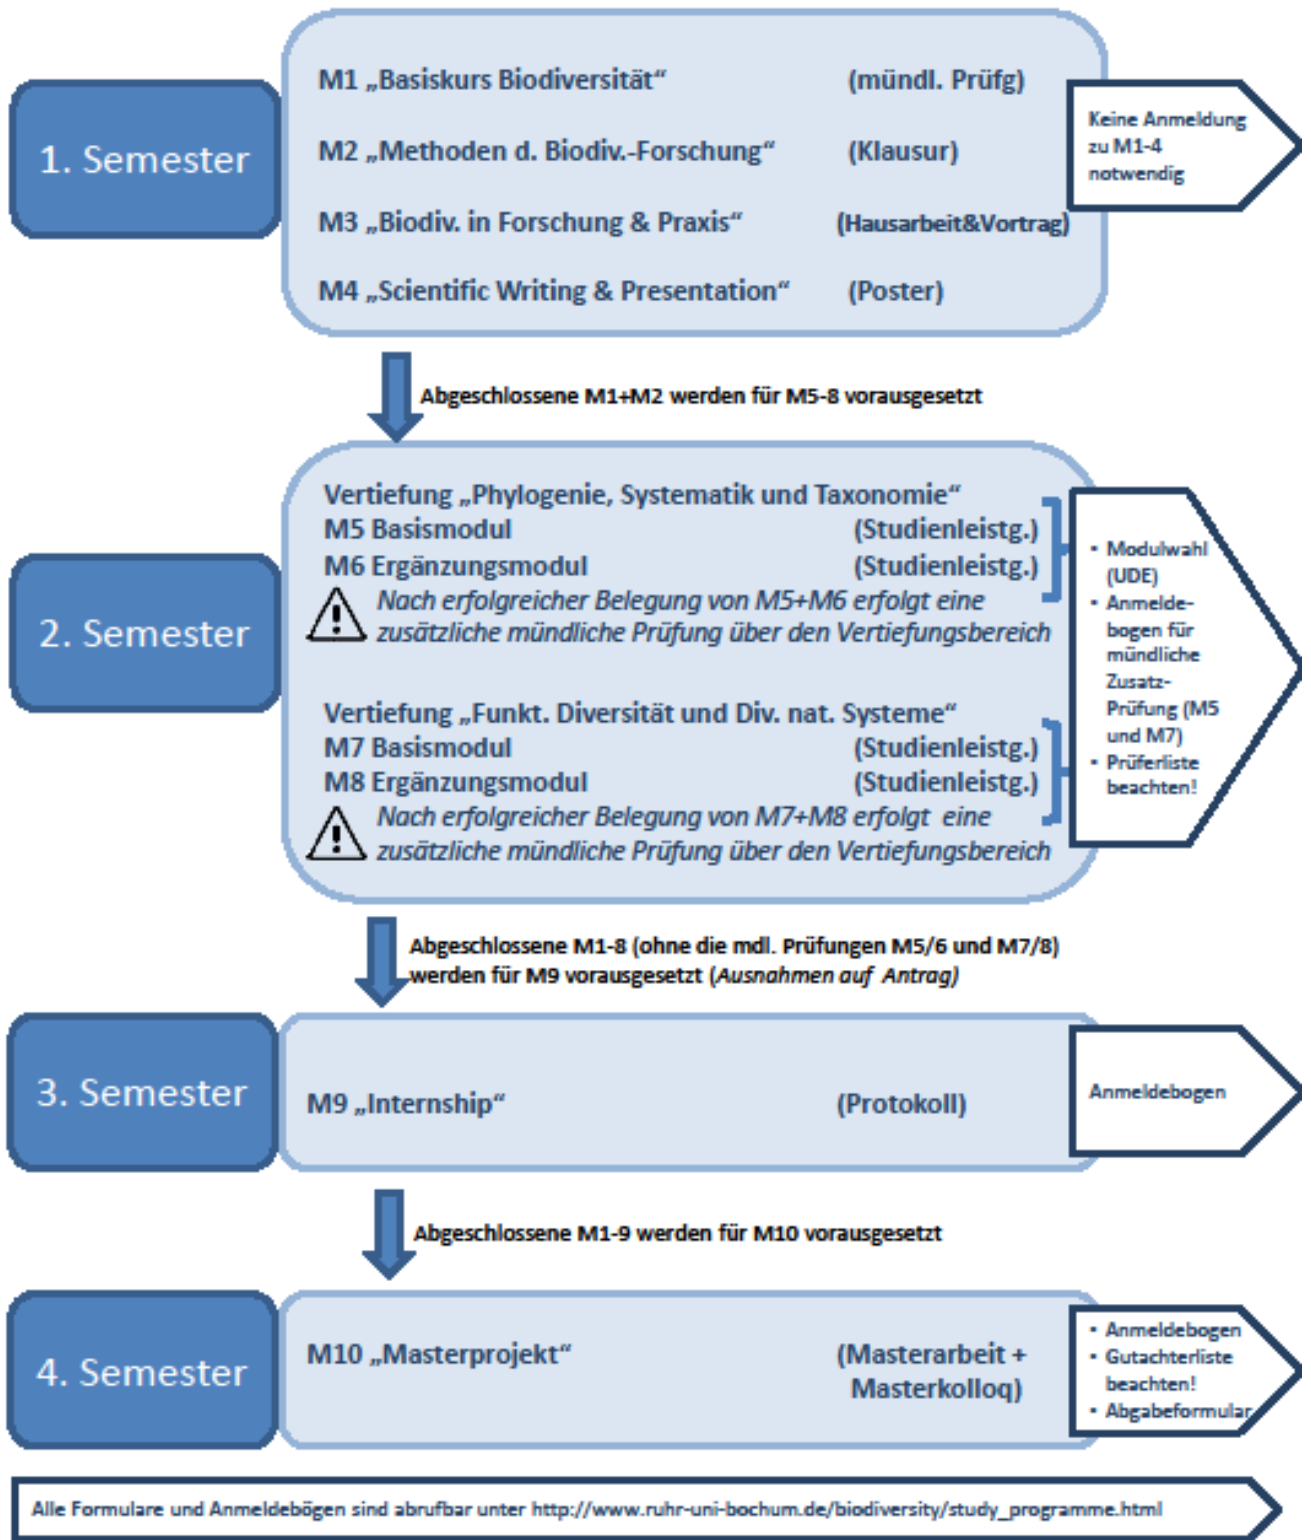 1. Semester
M1 „Basiskurs Biodiversität“ (mündl. Prüfg)
M2 „Methoden d. Biodiv.-Forschung“ (Klausur)
M3 „Biodiv. in Forschung & Praxis“ (Hausarbeit&Vortrag)
M4 „Scientific Writing & Presentation“ (Poster)
Keine Anmeldung
zu M1-4
notwendig
Abgeschlossene M1+M2 werden für M5-8 vorausgesetzt
2. Semester
Vertiefung „Phylogenie, Systematik und Taxonomie“
M5 Basismodul (Studienleistg.)
M6 Ergänzungsmodul (Studienleistg.)
Nach erfolgreicher Belegung von M5+M6 erfolgt eine
zusätzliche mündliche Prüfung über den Vertiefungsbereich
Vertiefung „Funkt. Diversität und Div. nat. Systeme“
M7 Basismodul (Studienleistg.)
M8 Ergänzungsmodul (Studienleistg.)
Nach erfolgreicher Belegung von M7+M8 erfolgt eine
zusätzliche mündliche Prüfung über den Vertiefungsbereich
▪ Modulwahl
(UDE)
▪ Anmelde-
bogen für
mündliche
Zusatz-
Prüfung (M5
und M7)
▪ Prüferliste
beachten!
Abgeschlossene M1-8 (ohne die mdl. Prüfungen M5/6 und M7/8)
werden für M9 vorausgesetzt (Ausnahmen auf Antrag)
3. Semester
M9 „Internship“ (Protokoll)
Anmeldebogen
Abgeschlossene M1-9 werden für M10 vorausgesetzt
4. Semester
M10 „Masterprojekt“ (Masterarbeit +
Masterkolloq)
▪ Anmeldebogen
▪ Gutachterliste
beachten!
▪ Abgabeformular
Alle Formulare und Anmeldebögen sind abrufbar unter http://www.ruhr-uni-bochum.de/biodiversity/study_programme.html